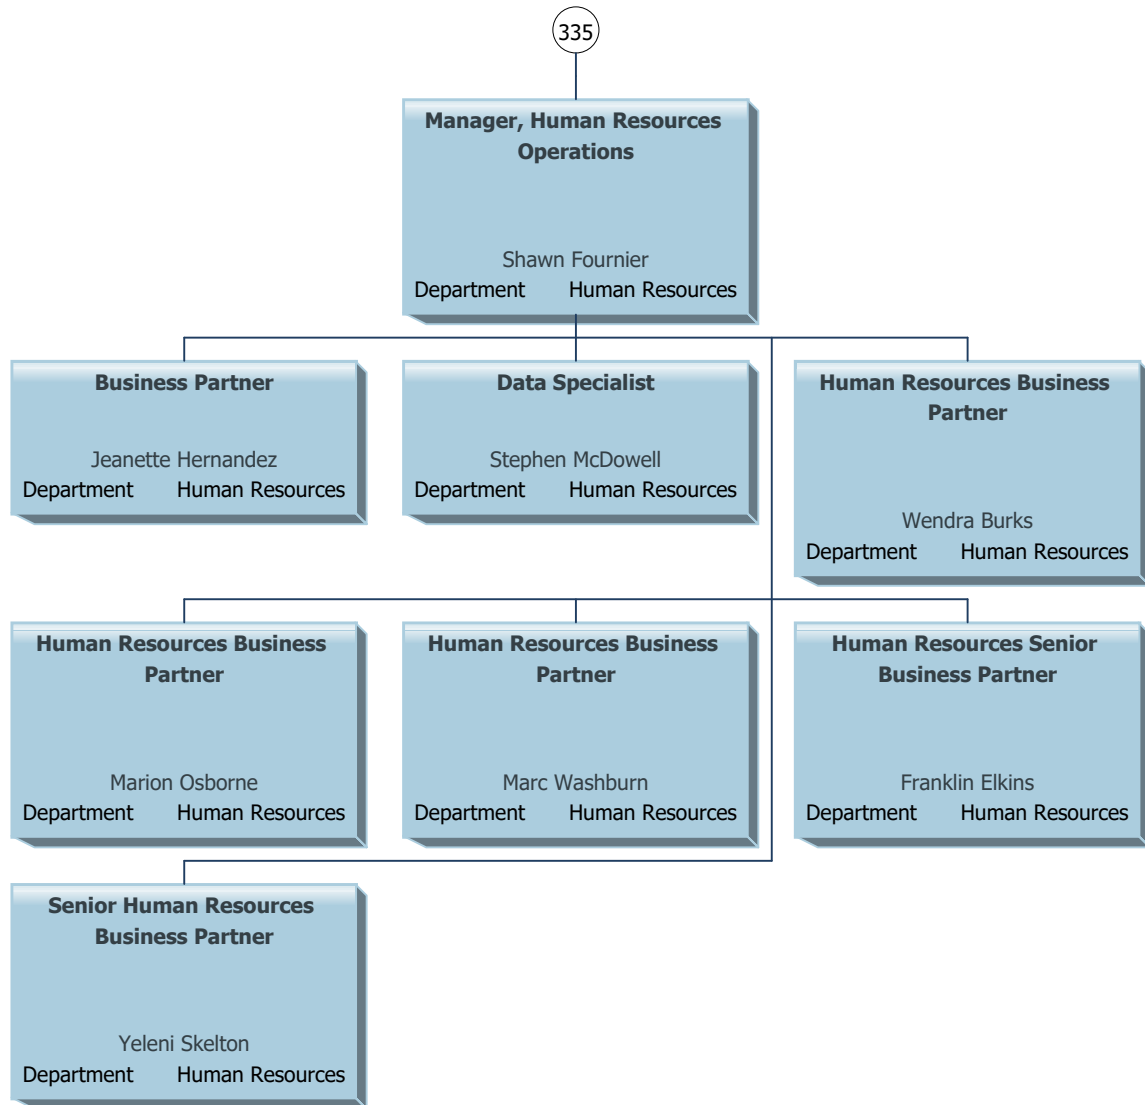 335
Manager, Human Resources
Operations
Shawn Fournier
Department Human Resources
Business Partner
Jeanette Hernandez
Department Human Resources
Data Specialist
Stephen McDowell
Department Human Resources
Human Resources Business
Partner
Wendra Burks
Department Human Resources
Human Resources Business
Partner
Marion Osborne
Department Human Resources
Human Resources Business
Partner
Marc Washburn
Department Human Resources
Human Resources Senior
Business Partner
Franklin Elkins
Department Human Resources
Senior Human Resources
Business Partner
Yeleni Skelton
Department Human Resources